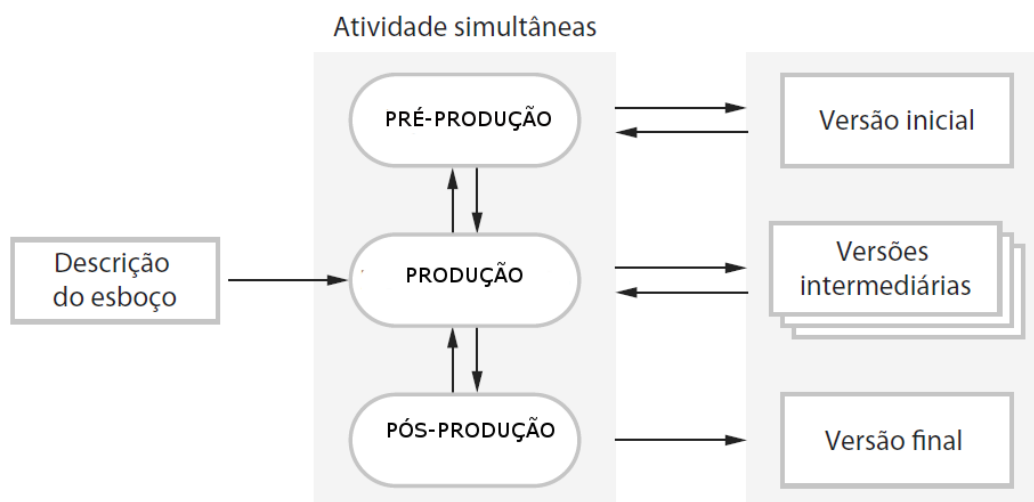 Atividade simultâneas
PRÉ-PRODUÇÃO
Versão inicial
Descrição
do esboço
PRODUÇÃO
Versões
intermediárias
PÓS-PRODUÇÃO
Versão final